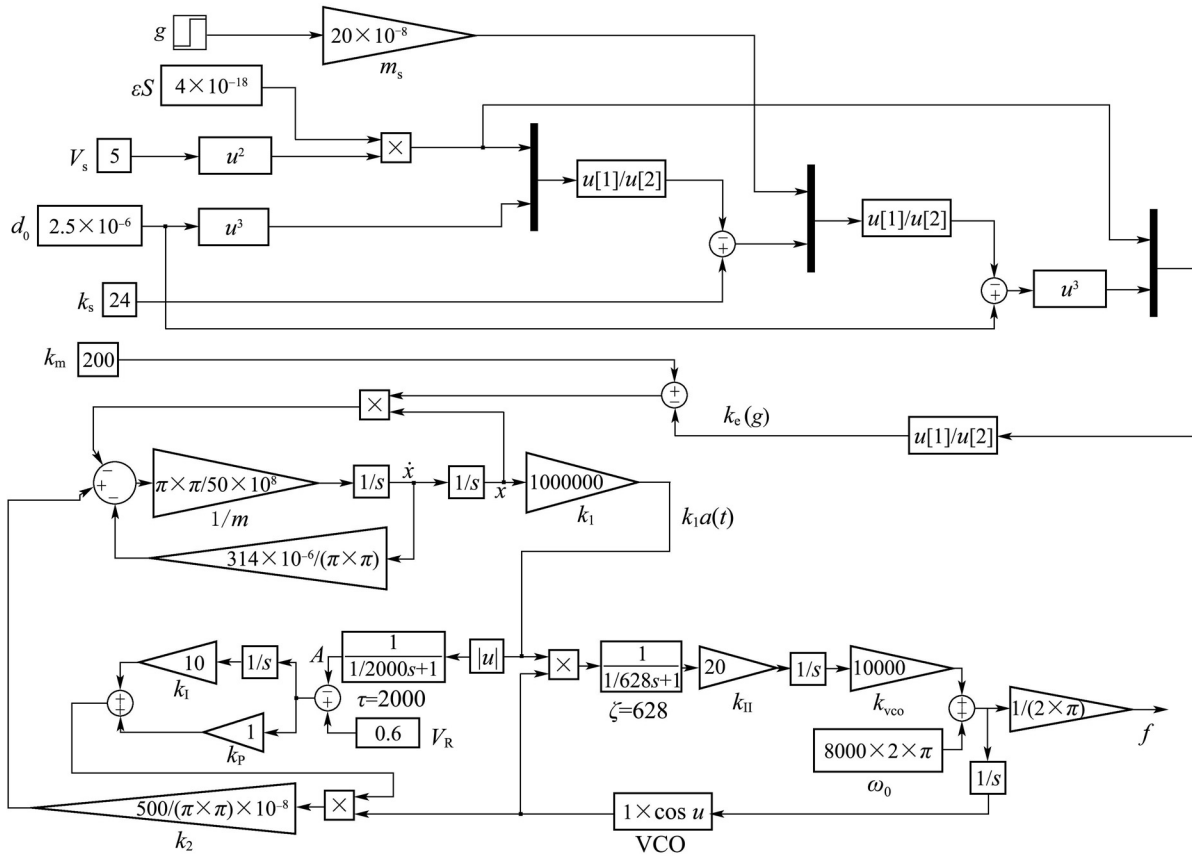 g
20×10⁻⁸
mₛ
εS
4×10⁻¹⁸
Vₛ
5
u²
×
u[1]/u[2]
d₀
2.5×10⁻⁶
u³
u[1]/u[2]
− +
kₛ
24
− +
u³
kₘ
200
+ −
×
kₑ(g)
u[1]/u[2]
− + −
π×π/50×10⁸
1/m
1/s
ẋ
1/s
x
1000000
k₁
k₁a(t)
314×10⁻⁶/(π×π)
10
k_I
1/s
A
1/(1/2000s+1)
τ=2000
|u|
×
1/(1/628s+1)
ζ=628
20
k_II
1/s
10000
k_vco
+ +
− +
1
k_P
0.6
V_R
+ +
1/(2×π)
f
8000×2×π
ω₀
1/s
500/(π×π)×10⁻⁸
k₂
×
1×cos u
VCO